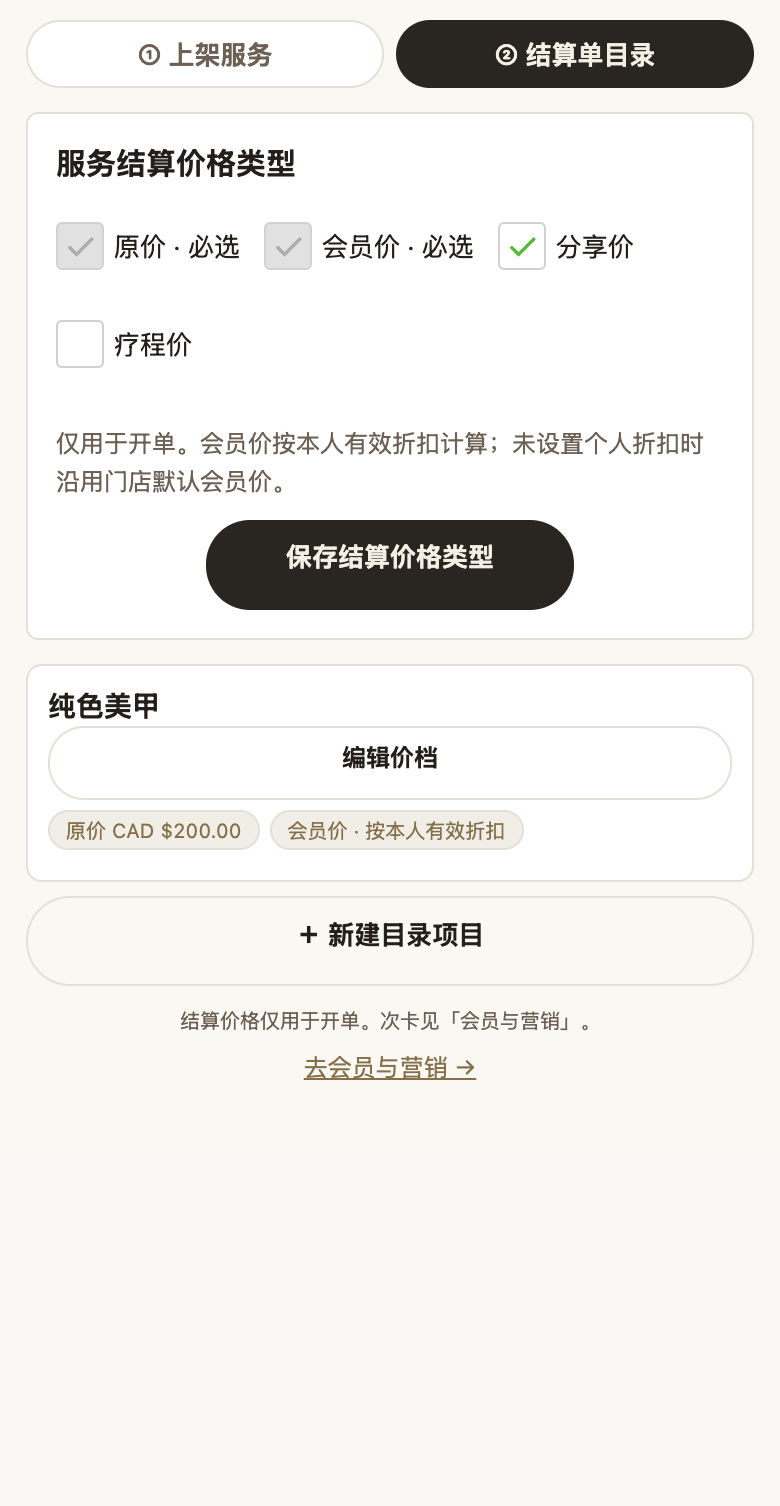 ① 上架服务
② 结算单目录
服务结算价格类型
原价 · 必选
会员价 · 必选
分享价
疗程价
仅用于开单。会员价按本人有效折扣计算；未设置个人折扣时
沿用门店默认会员价。
保存结算价格类型
纯色美甲
编辑价档
原价 CAD $200.00
会员价 · 按本人有效折扣
＋ 新建目录项目
结算价格仅用于开单。次卡见「会员与营销」。
去会员与营销 →